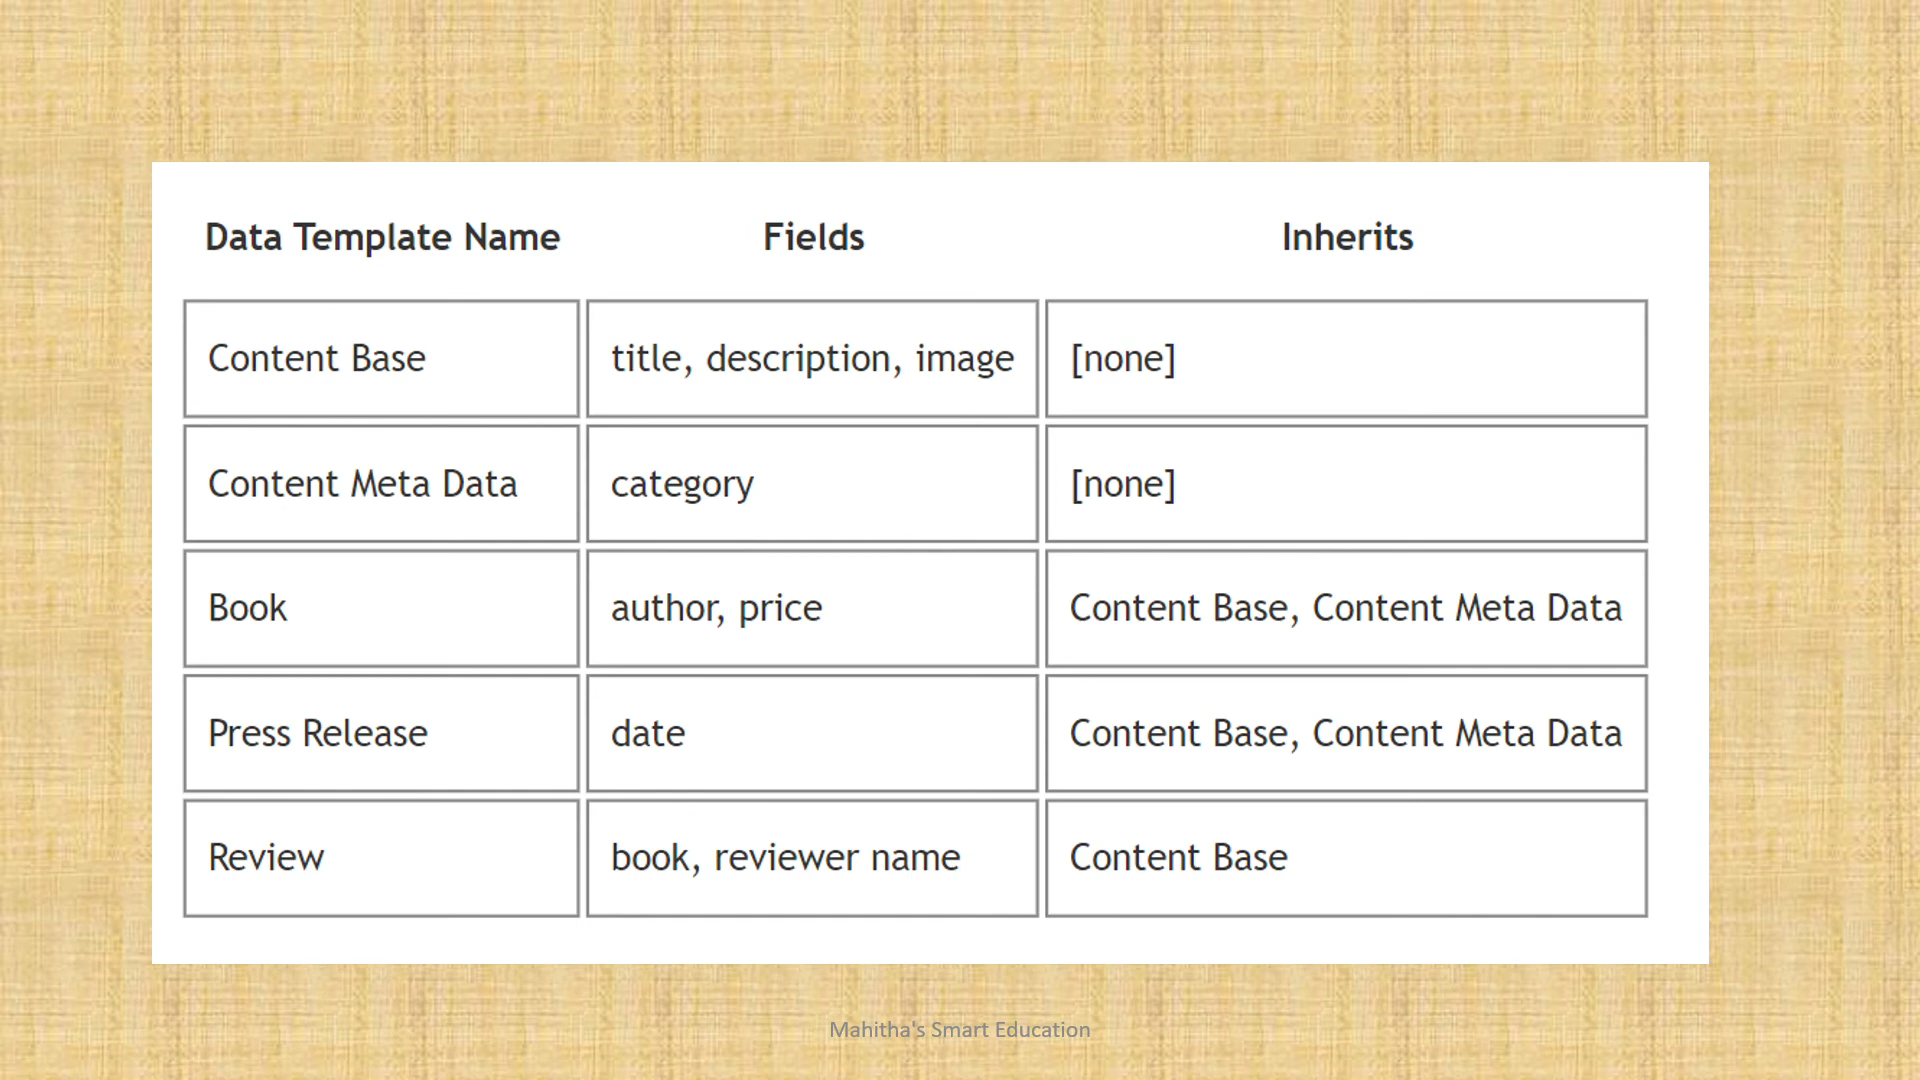 Data Template Name Fields Inherits
Content Base title, description, image [none]
Content Meta Data category [none]
Book author, price Content Base, Content Meta Data
Press Release date Content Base, Content Meta Data
Review book, reviewer name Content Base
Mahitha's Smart Education